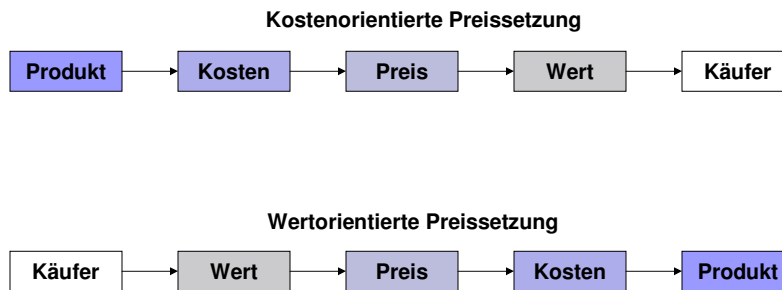 Kostenorientierte Preissetzung
Produkt Kosten Preis Wert Käufer
Wertorientierte Preissetzung
Käufer Wert Preis Kosten Produkt